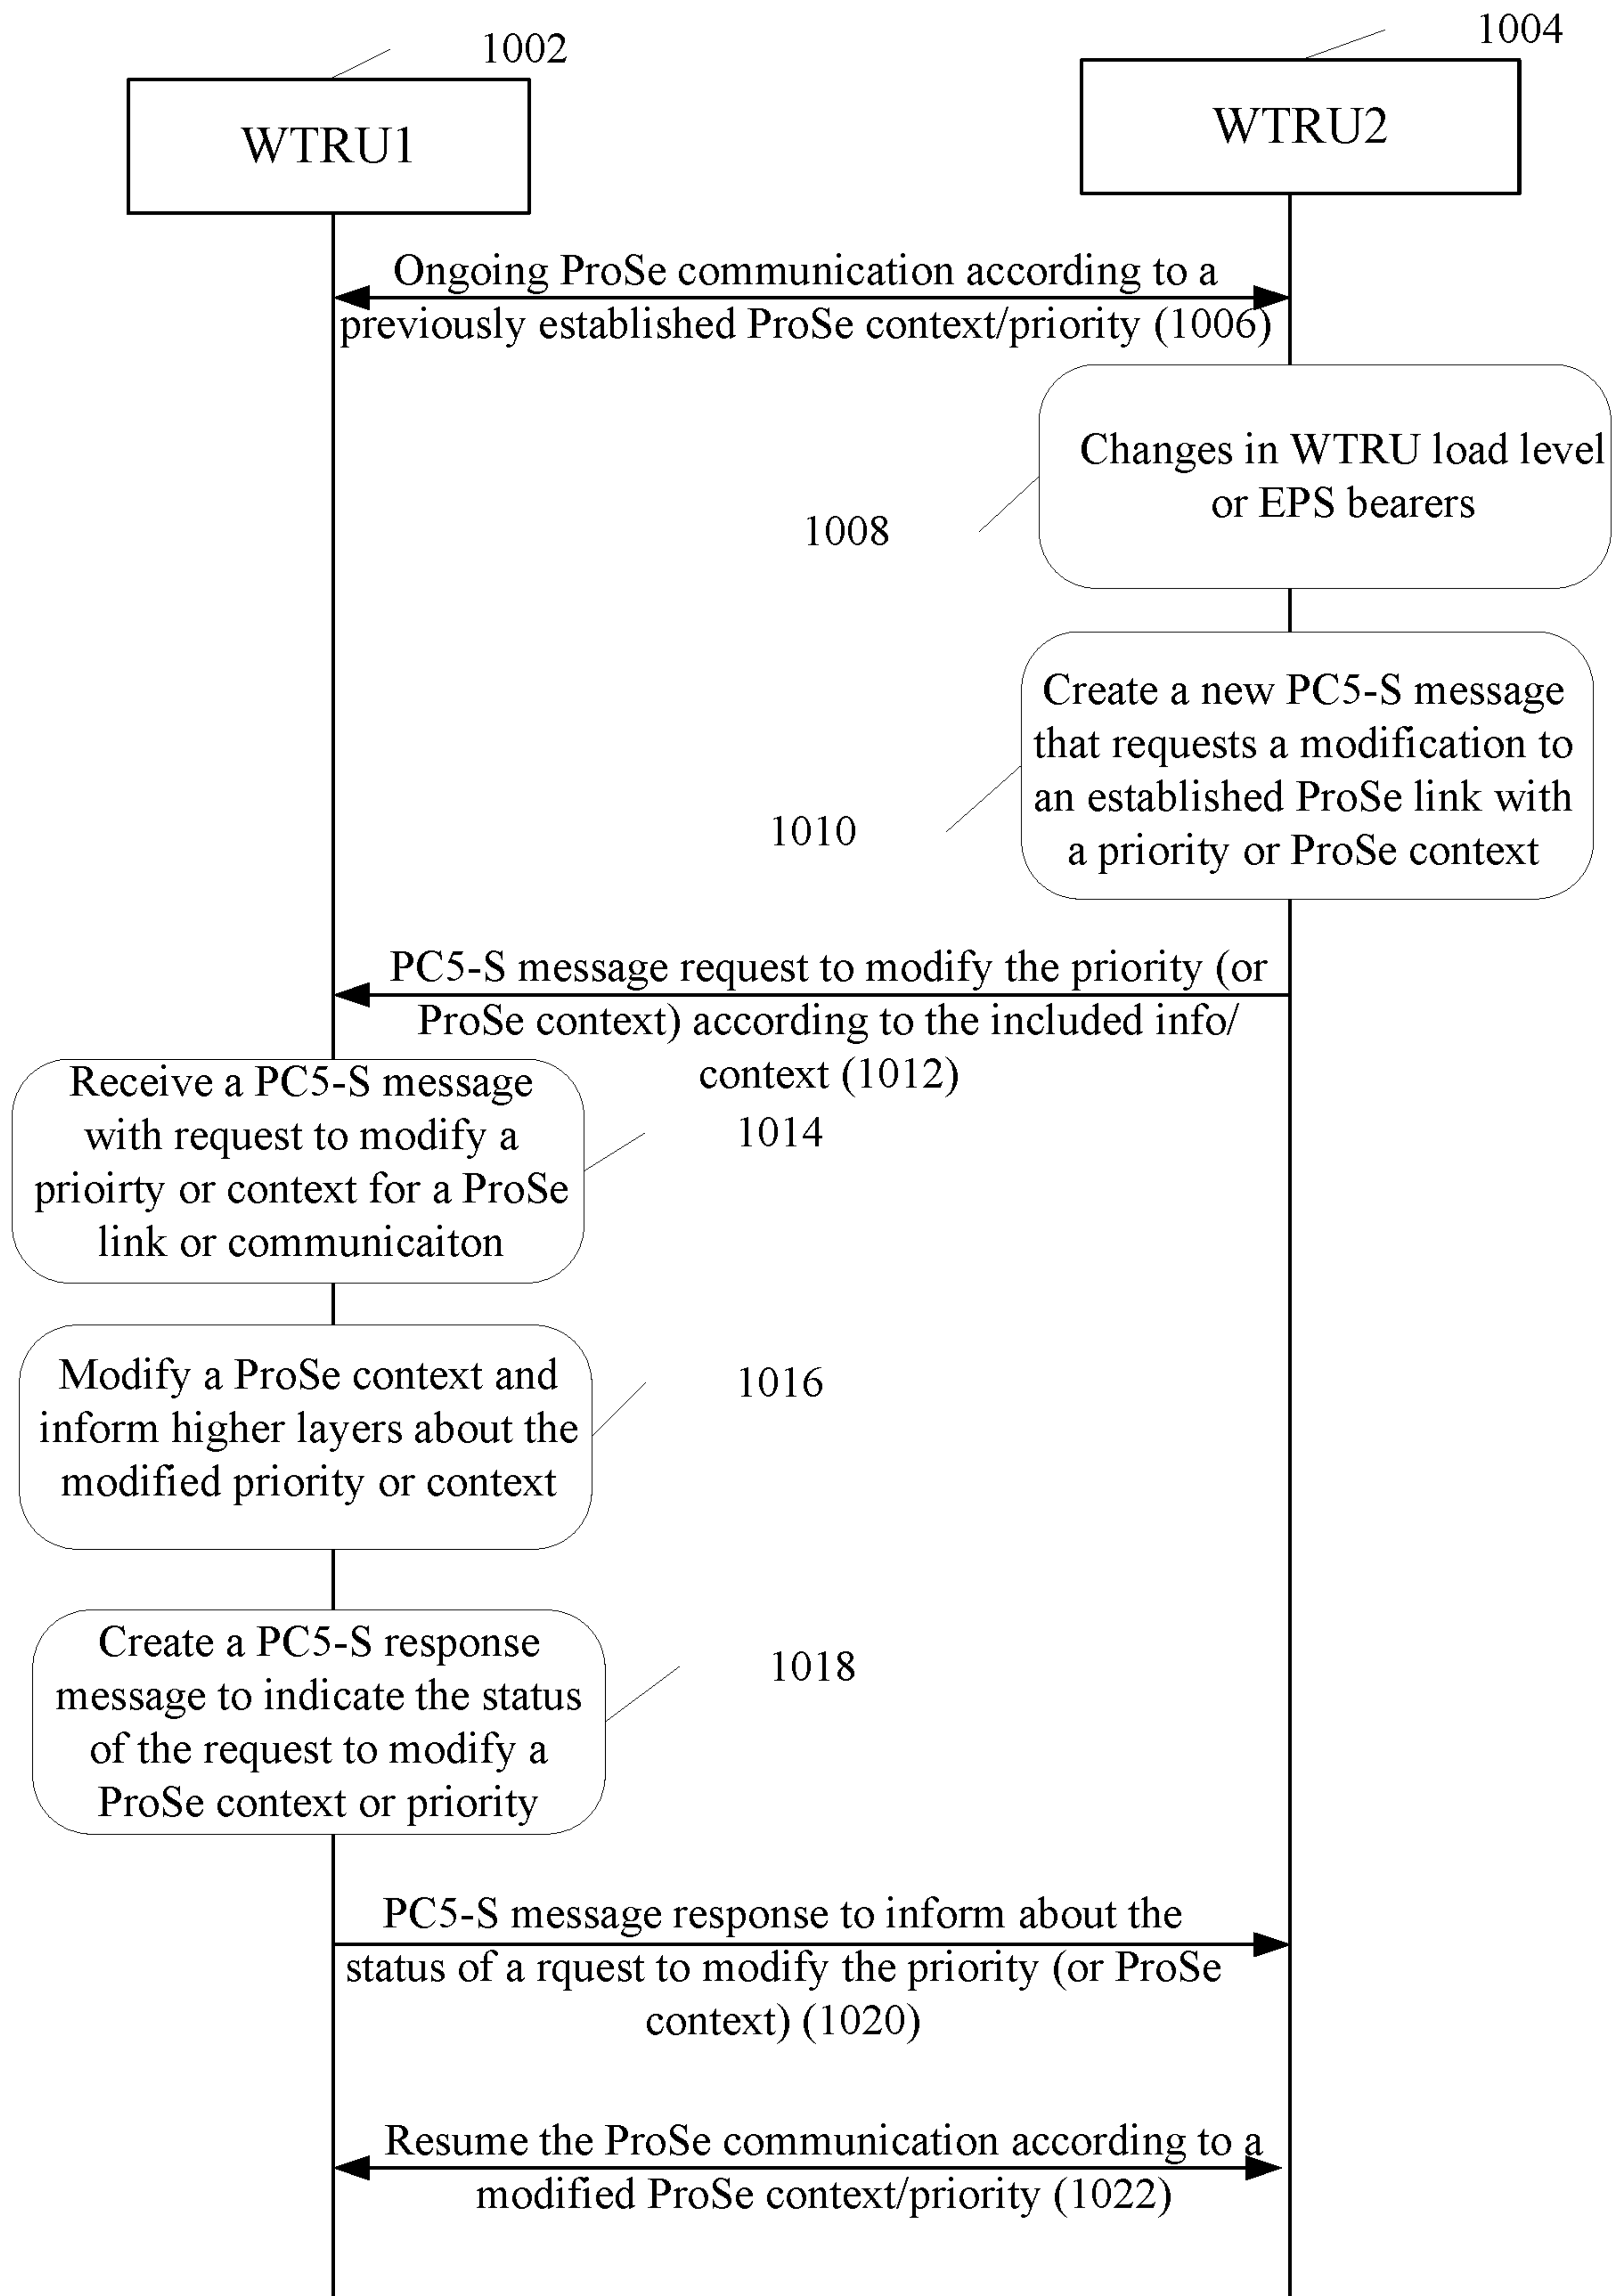 1002
1004
WTRU1
WTRU2
Ongoing ProSe communication according to a
previously established ProSe context/priority (1006)
Changes in WTRU load level
or EPS bearers
1008
Create a new PC5-S message
that requests a modification to
an established ProSe link with
a priority or ProSe context
1010
PC5-S message request to modify the priority (or
ProSe context) according to the included info/
context (1012)
Receive a PC5-S message
with request to modify a
prioirty or context for a ProSe
link or communicaiton
1014
Modify a ProSe context and
inform higher layers about the
modified priority or context
1016
Create a PC5-S response
message to indicate the status
of the request to modify a
ProSe context or priority
1018
PC5-S message response to inform about the
status of a rquest to modify the priority (or ProSe
context) (1020)
Resume the ProSe communication according to a
modified ProSe context/priority (1022)